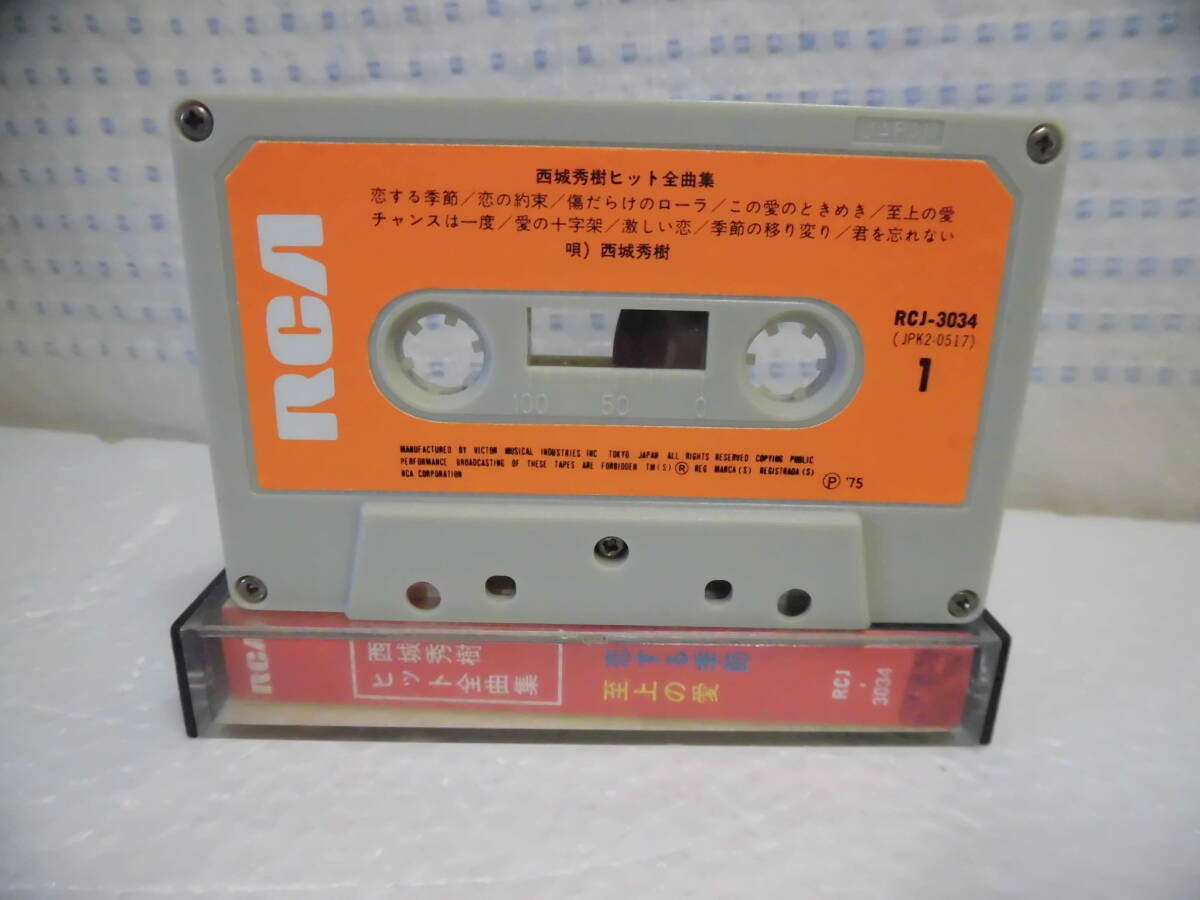 JAPAN
西城秀樹ヒット全曲集
恋する季節/恋の約束/傷だらけのローラ/この愛のときめき/至上の愛
チャンスは一度/愛の十字架/激しい恋/季節の移り変り/君を忘れない
唄) 西城秀樹
RCA
RCJ-3034
(JPK2-0517)
1
100 50 0
MANUFACTURED BY VICTOR MUSICAL INDUSTRIES INC TOKYO, JAPAN ALL RIGHTS RESERVED COPYING PUBLIC
PERFORMANCE BROADCASTING OF THESE TAPES ARE FORBIDDEN TM(S) ® REG MARCA(S) REGISTRADA(S)
RCA CORPORATION
Ⓟ '75
RCA
西城秀樹
ヒット全曲集
恋する季節
至上の愛
RCJ
-
3034